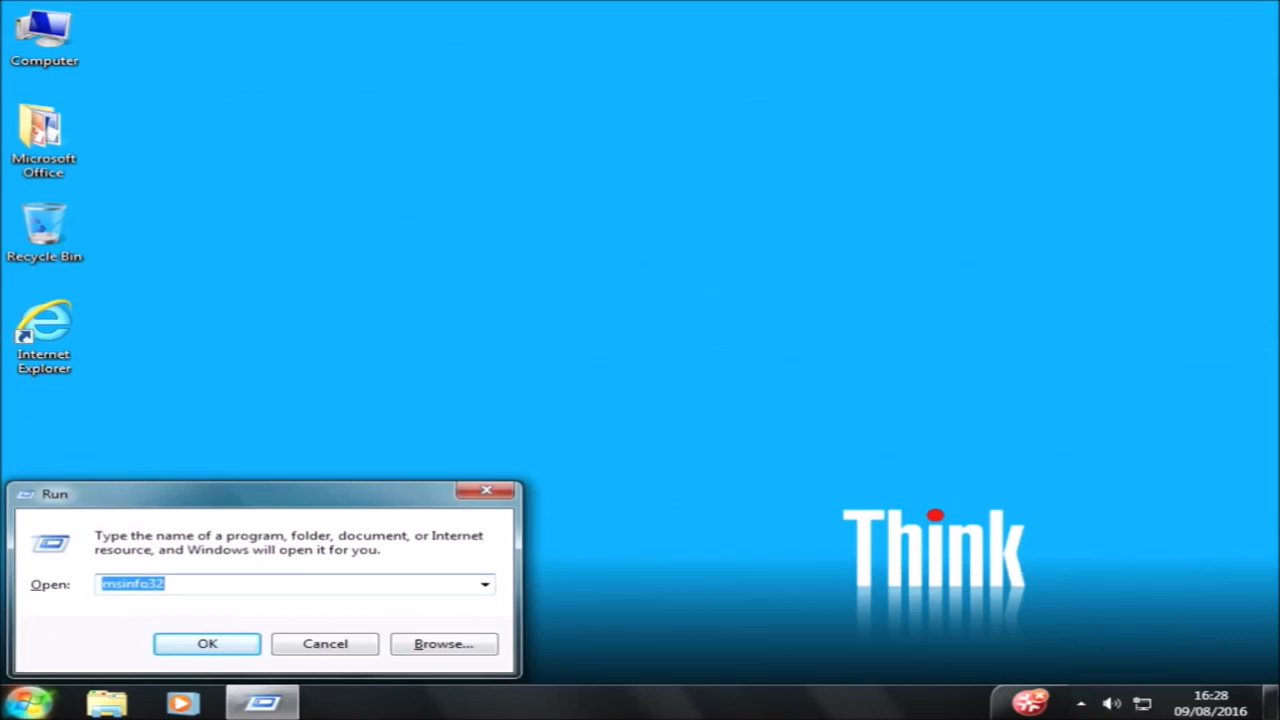 Computer
Microsoft
Office
Recycle Bin
Internet
Explorer
Run
Type the name of a program, folder, document, or Internet
resource, and Windows will open it for you.
Open: msinfo32
OK Cancel Browse...
Think
16:28
09/08/2016